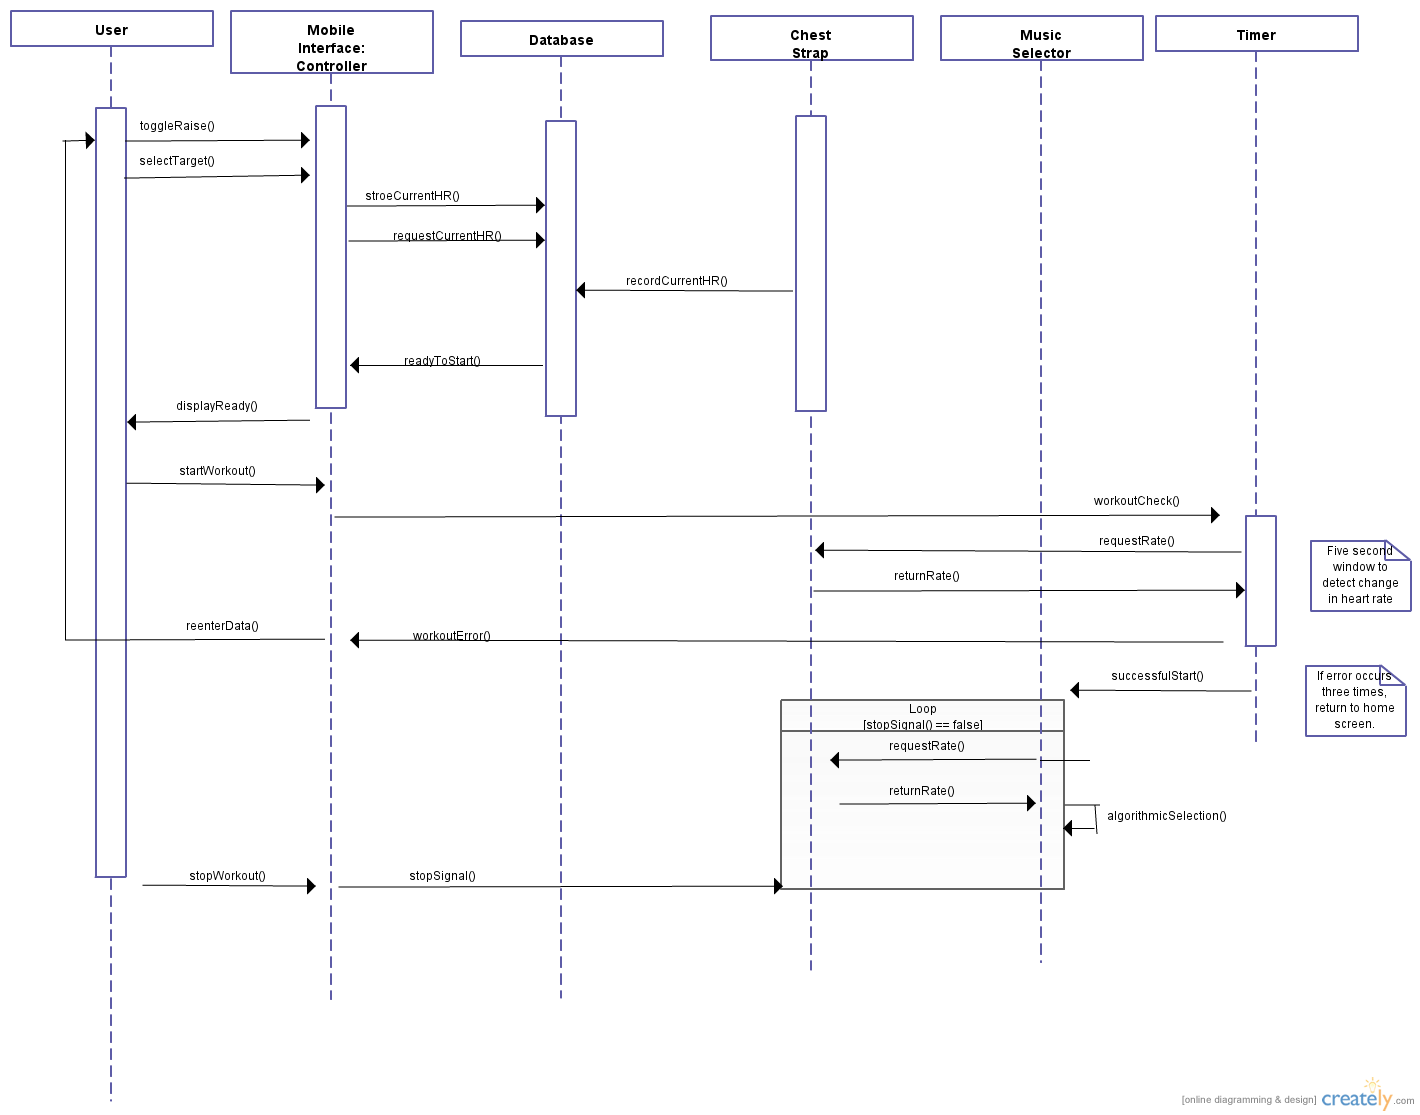 User
Mobile
Interface:
Controller
Database
Chest
Strap
Music
Selector
Timer
toggleRaise()
selectTarget()
stroeCurrentHR()
requestCurrentHR()
recordCurrentHR()
readyToStart()
displayReady()
startWorkout()
workoutCheck()
requestRate()
Five second
window to
detect change
in heart rate
returnRate()
reenterData()
workoutError()
successfulStart()
If error occurs
three times,
return to home
screen.
Loop
[stopSignal() == false]
requestRate()
returnRate()
algorithmicSelection()
stopWorkout()
stopSignal()
[online diagramming & design] creately.com